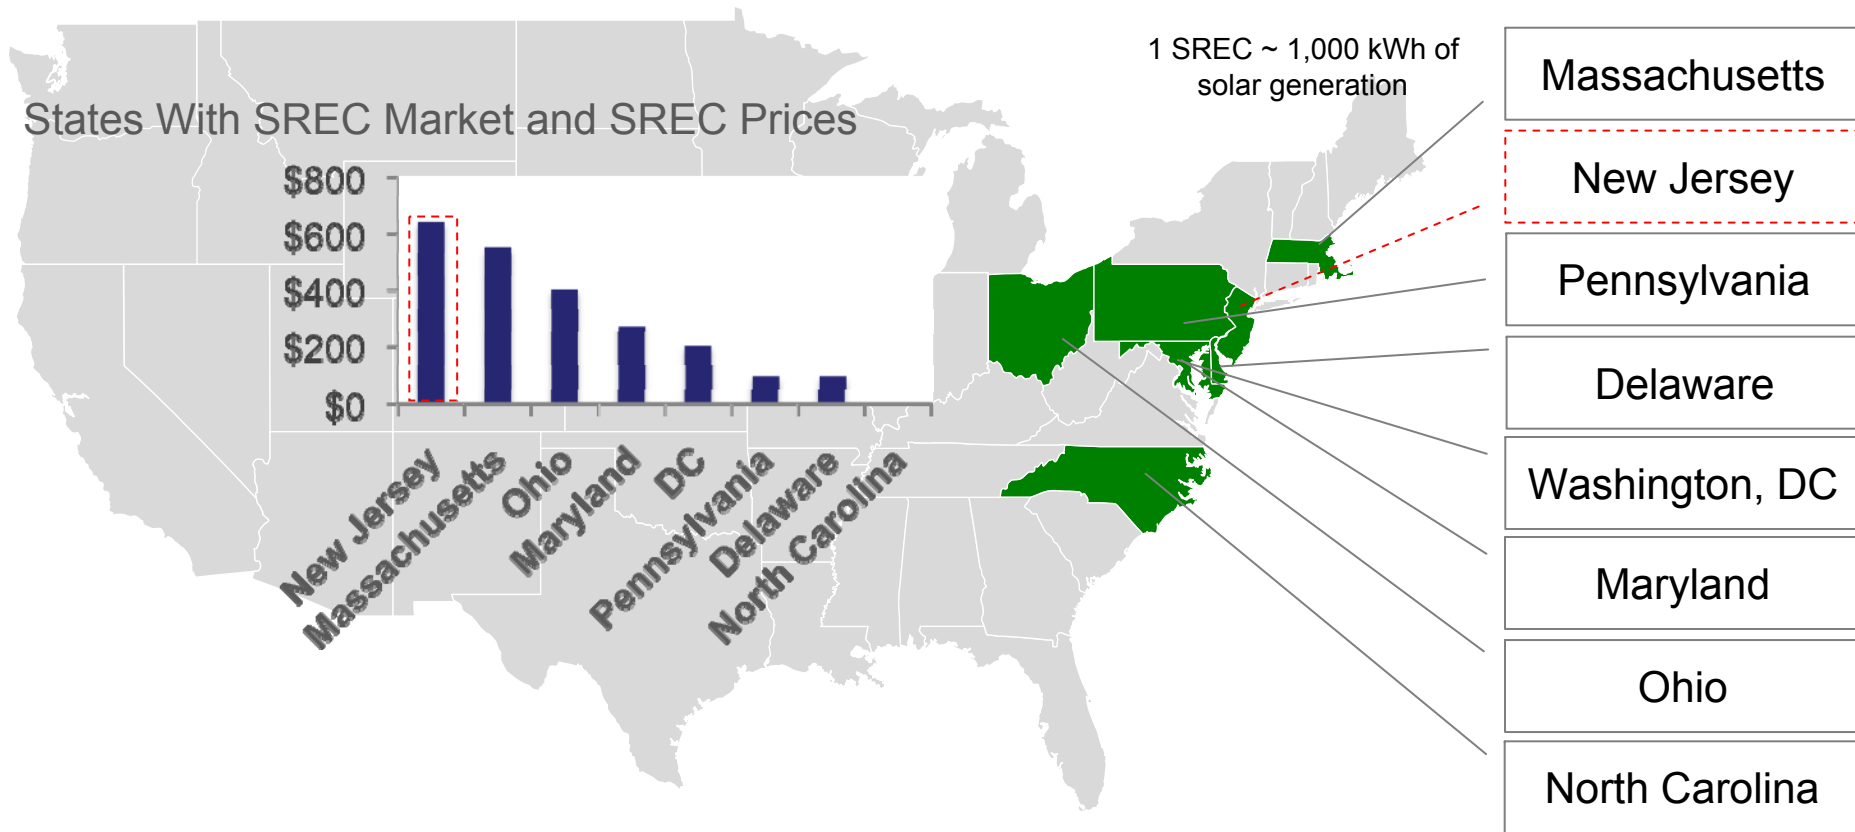 1 SREC ~ 1,000 kWh of
solar generation
States With SREC Market and SREC Prices
$800
$600
$400
$200
$0
New Jersey
Massachusetts
Ohio
Maryland
DC
Pennsylvania
Delaware
North Carolina
Massachusetts
New Jersey
Pennsylvania
Delaware
Washington, DC
Maryland
Ohio
North Carolina